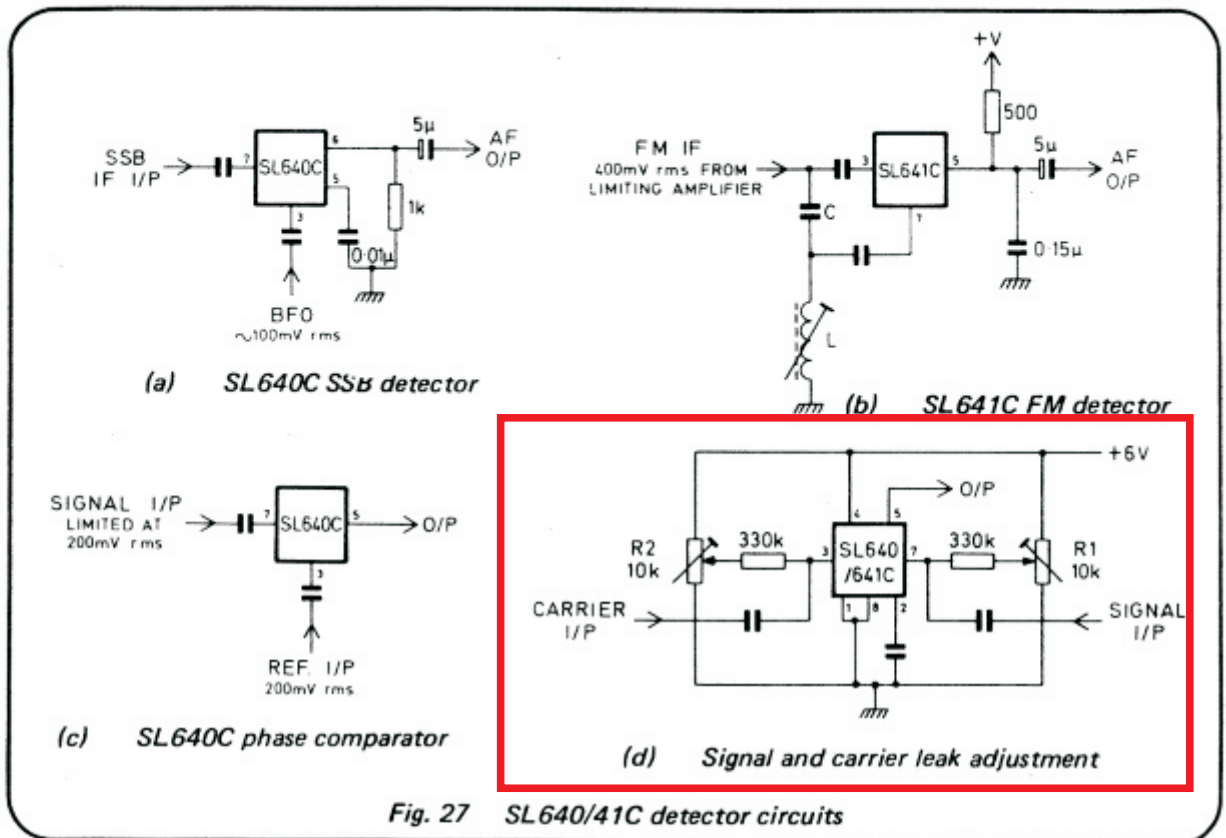 SSB
IF I/P
7
SL640C
6
5
3
5µ
AF
O/P
1k
0·01µ
BFO
~100mV rms
(a) SL640C SSB detector
+V
500
FM IF
400mV rms FROM
LIMITING AMPLIFIER
3
SL641C
5
7
5µ
AF
O/P
C
0·15µ
L
(b) SL641C FM detector
SIGNAL I/P
LIMITED AT
200mV rms
7
SL640C
5
O/P
3
REF. I/P
200mV rms
(c) SL640C phase comparator
+6V
O/P
4
5
R2
10k
330k
3
SL640
/641C
7
330k
R1
10k
1
8
2
CARRIER
I/P
SIGNAL
I/P
(d) Signal and carrier leak adjustment
Fig. 27 SL640/41C detector circuits